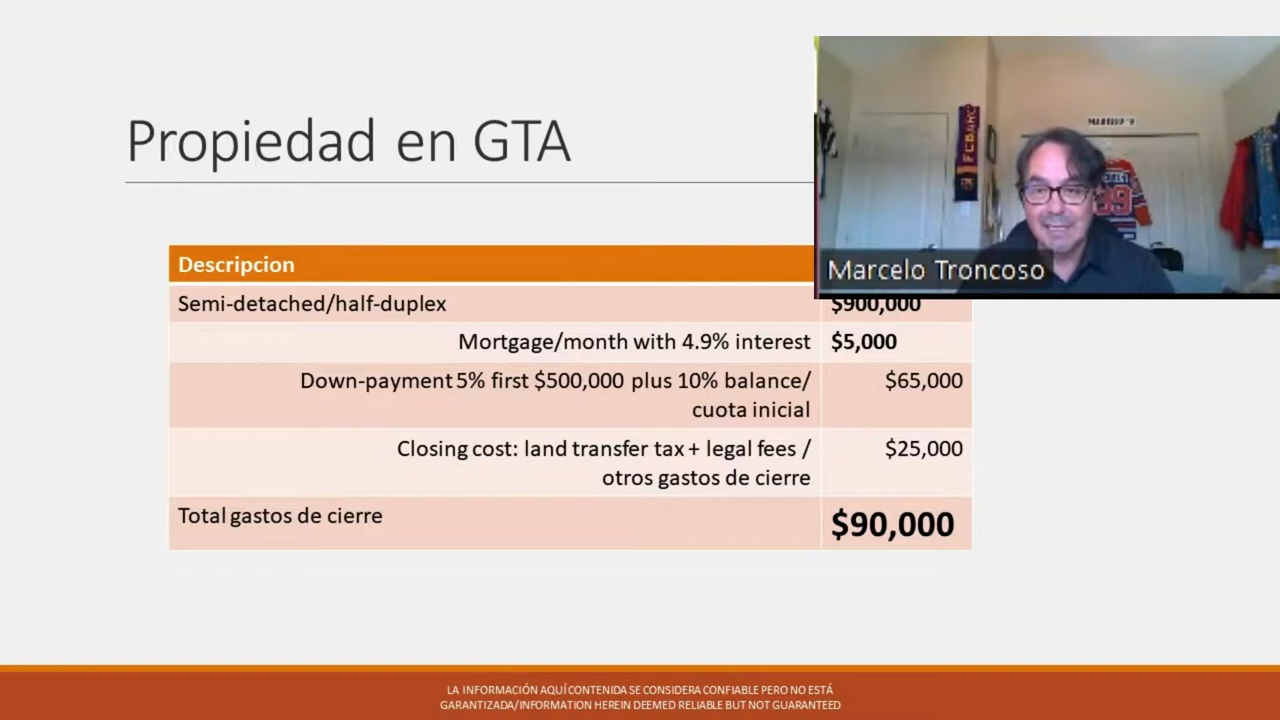 Propiedad en GTA
Marcelo Troncoso
Descripcion
Semi-detached/half-duplex
$900,000
Mortgage/month with 4.9% interest
$5,000
Down-payment 5% first $500,000 plus 10% balance/
cuota inicial
$65,000
Closing cost: land transfer tax + legal fees /
otros gastos de cierre
$25,000
Total gastos de cierre
$90,000
LA INFORMACIÓN AQUÍ CONTENIDA SE CONSIDERA CONFIABLE PERO NO ESTÁ
GARANTIZADA/INFORMATION HEREIN DEEMED RELIABLE BUT NOT GUARANTEED